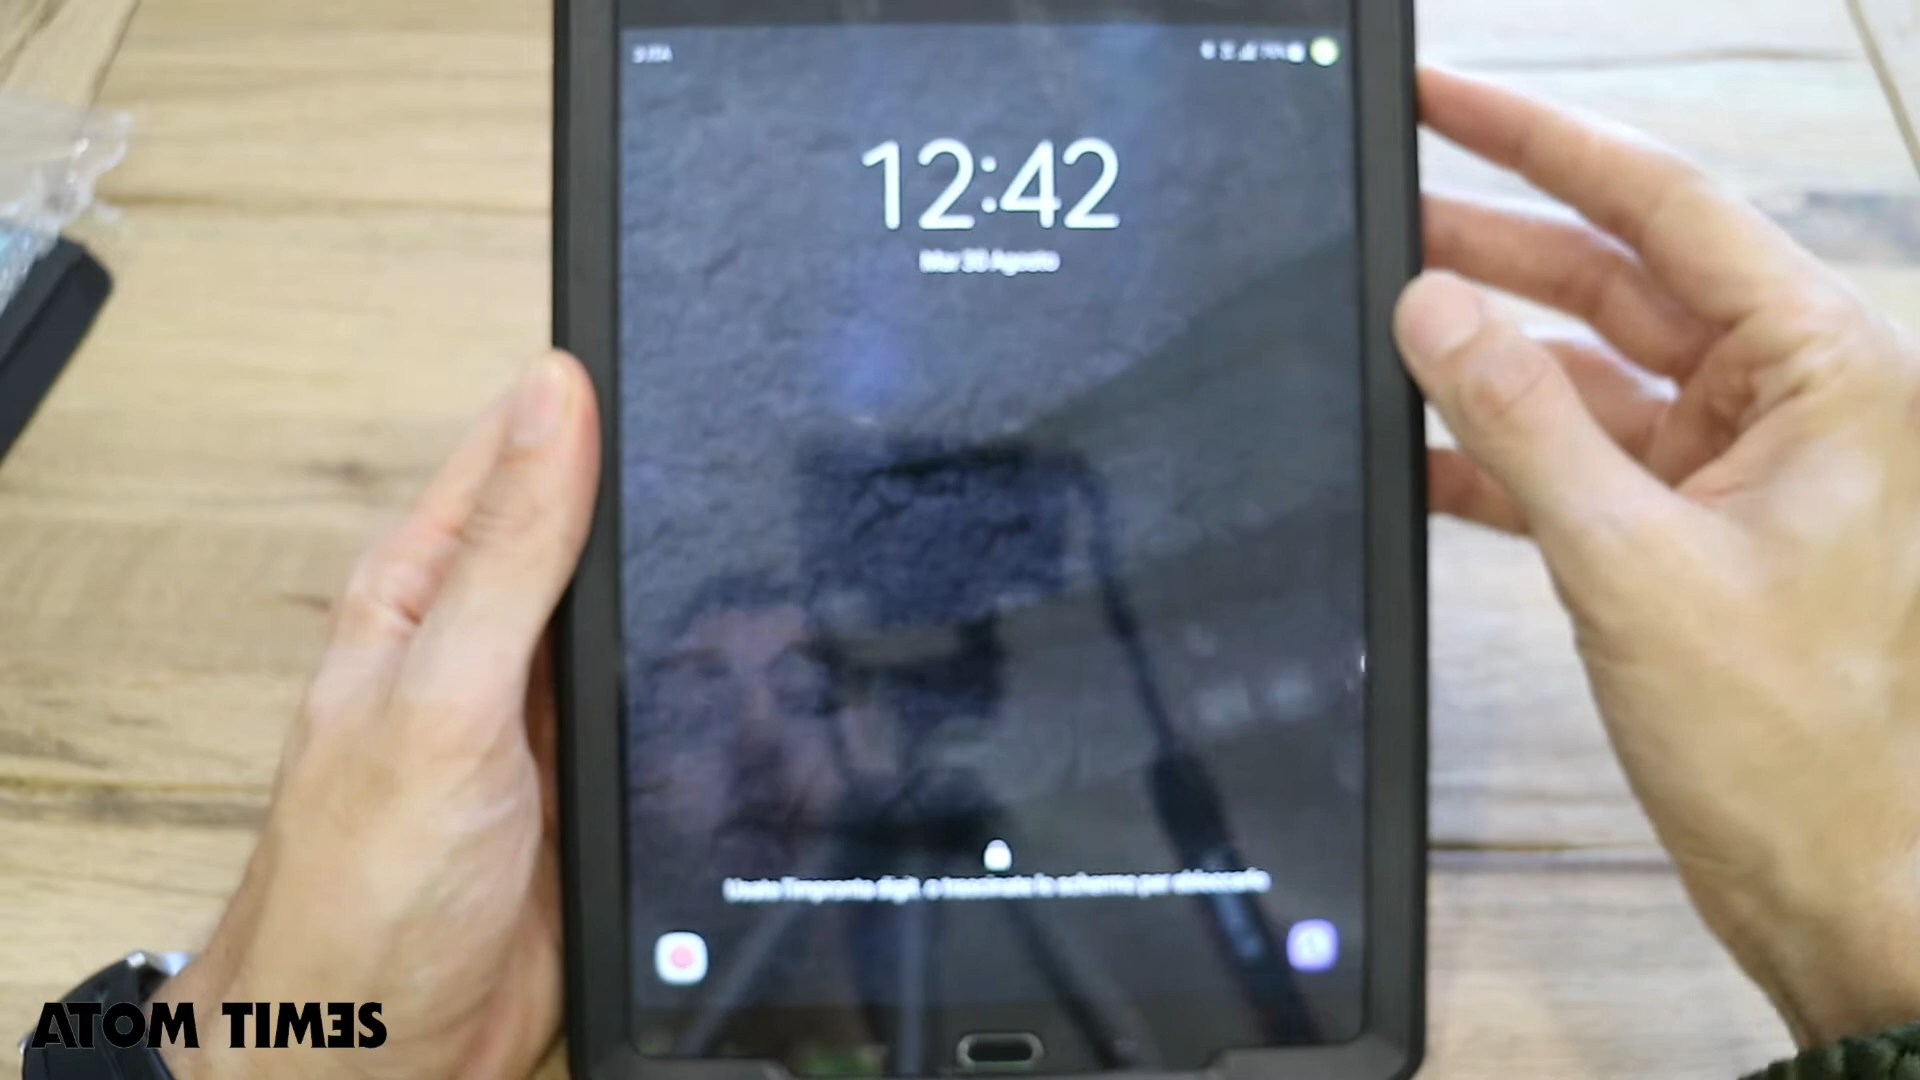 12:42
Mar 30 Agosto
Usate l'impronta digit. o trascinate lo schermo per sbloccarlo
ATOM TIMES